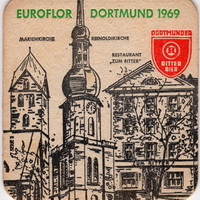 EUROFLOR DORTMUND 1969
MARIENKIRCHE
REINOLDIKIRCHE
RESTAURANT
"ZUM RITTER"
DORTMUNDER
RITTER
BIER